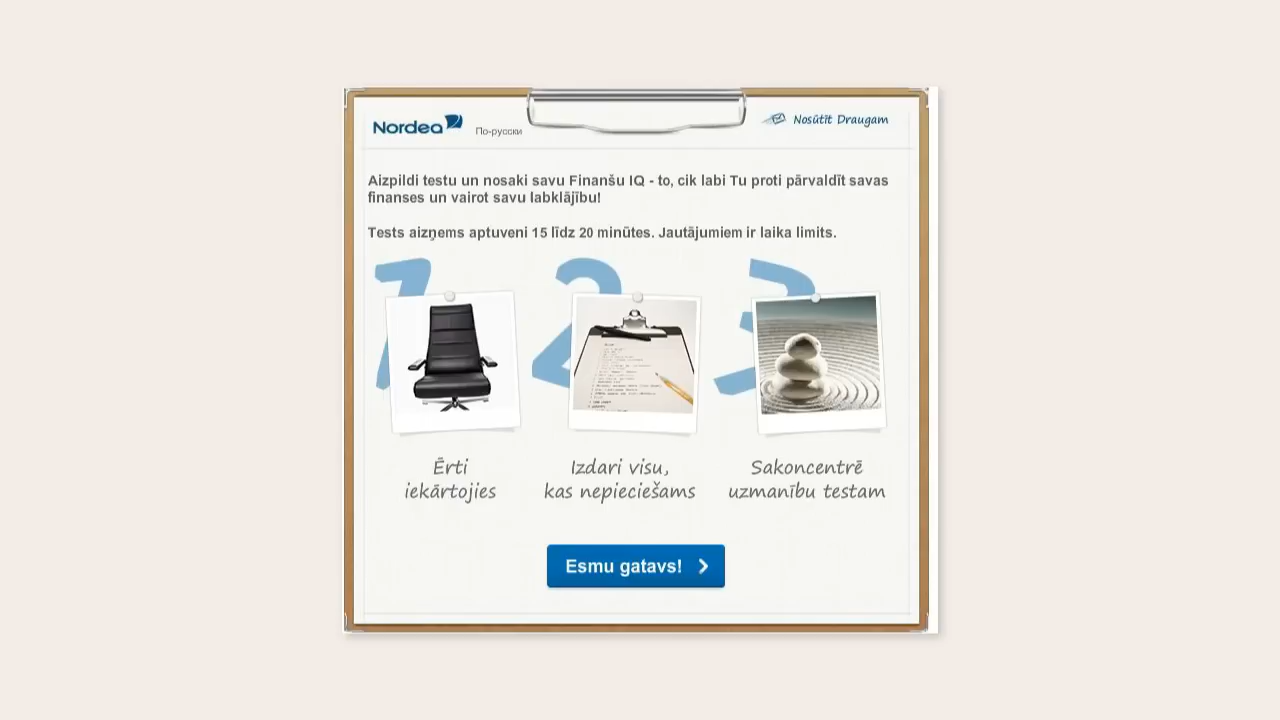 Nordea
По-русски
Nosūtīt Draugam
Aizpildi testu un nosaki savu Finanšu IQ - to, cik labi Tu proti pārvaldīt savas
finanses un vairot savu labklājību!
Tests aizņems aptuveni 15 līdz 20 minūtes. Jautājumiem ir laika limits.
1
2
3
Ērti
iekārtojies
Izdari visu,
kas nepieciešams
Sakoncentrē
uzmanību testam
Esmu gatavs!